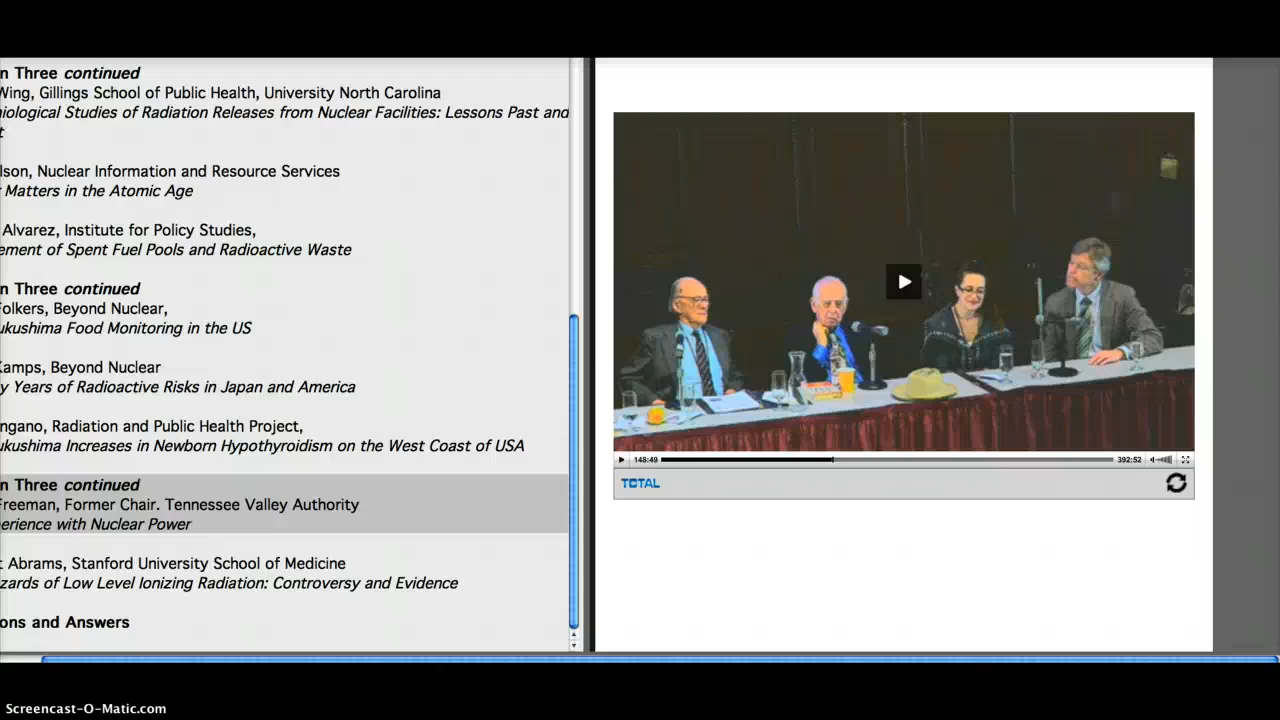 n Three continued
Wing, Gillings School of Public Health, University North Carolina
niological Studies of Radiation Releases from Nuclear Facilities: Lessons Past and
t
lson, Nuclear Information and Resource Services
Matters in the Atomic Age
Alvarez, Institute for Policy Studies,
ement of Spent Fuel Pools and Radioactive Waste
n Three continued
Folkers, Beyond Nuclear,
ukushima Food Monitoring in the US
Kamps, Beyond Nuclear
y Years of Radioactive Risks in Japan and America
ngano, Radiation and Public Health Project,
ukushima Increases in Newborn Hypothyroidism on the West Coast of USA
n Three continued
Freeman, Former Chair. Tennessee Valley Authority
perience with Nuclear Power
t Abrams, Stanford University School of Medicine
zards of Low Level Ionizing Radiation: Controversy and Evidence
ons and Answers
148:49
392:52
TOTAL
Screencast-O-Matic.com